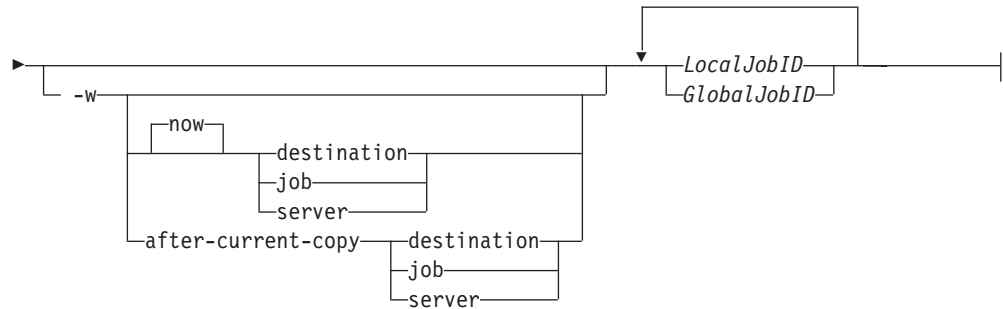 LocalJobID
-w GlobalJobID
now
destination
job
server
after-current-copy destination
job
server